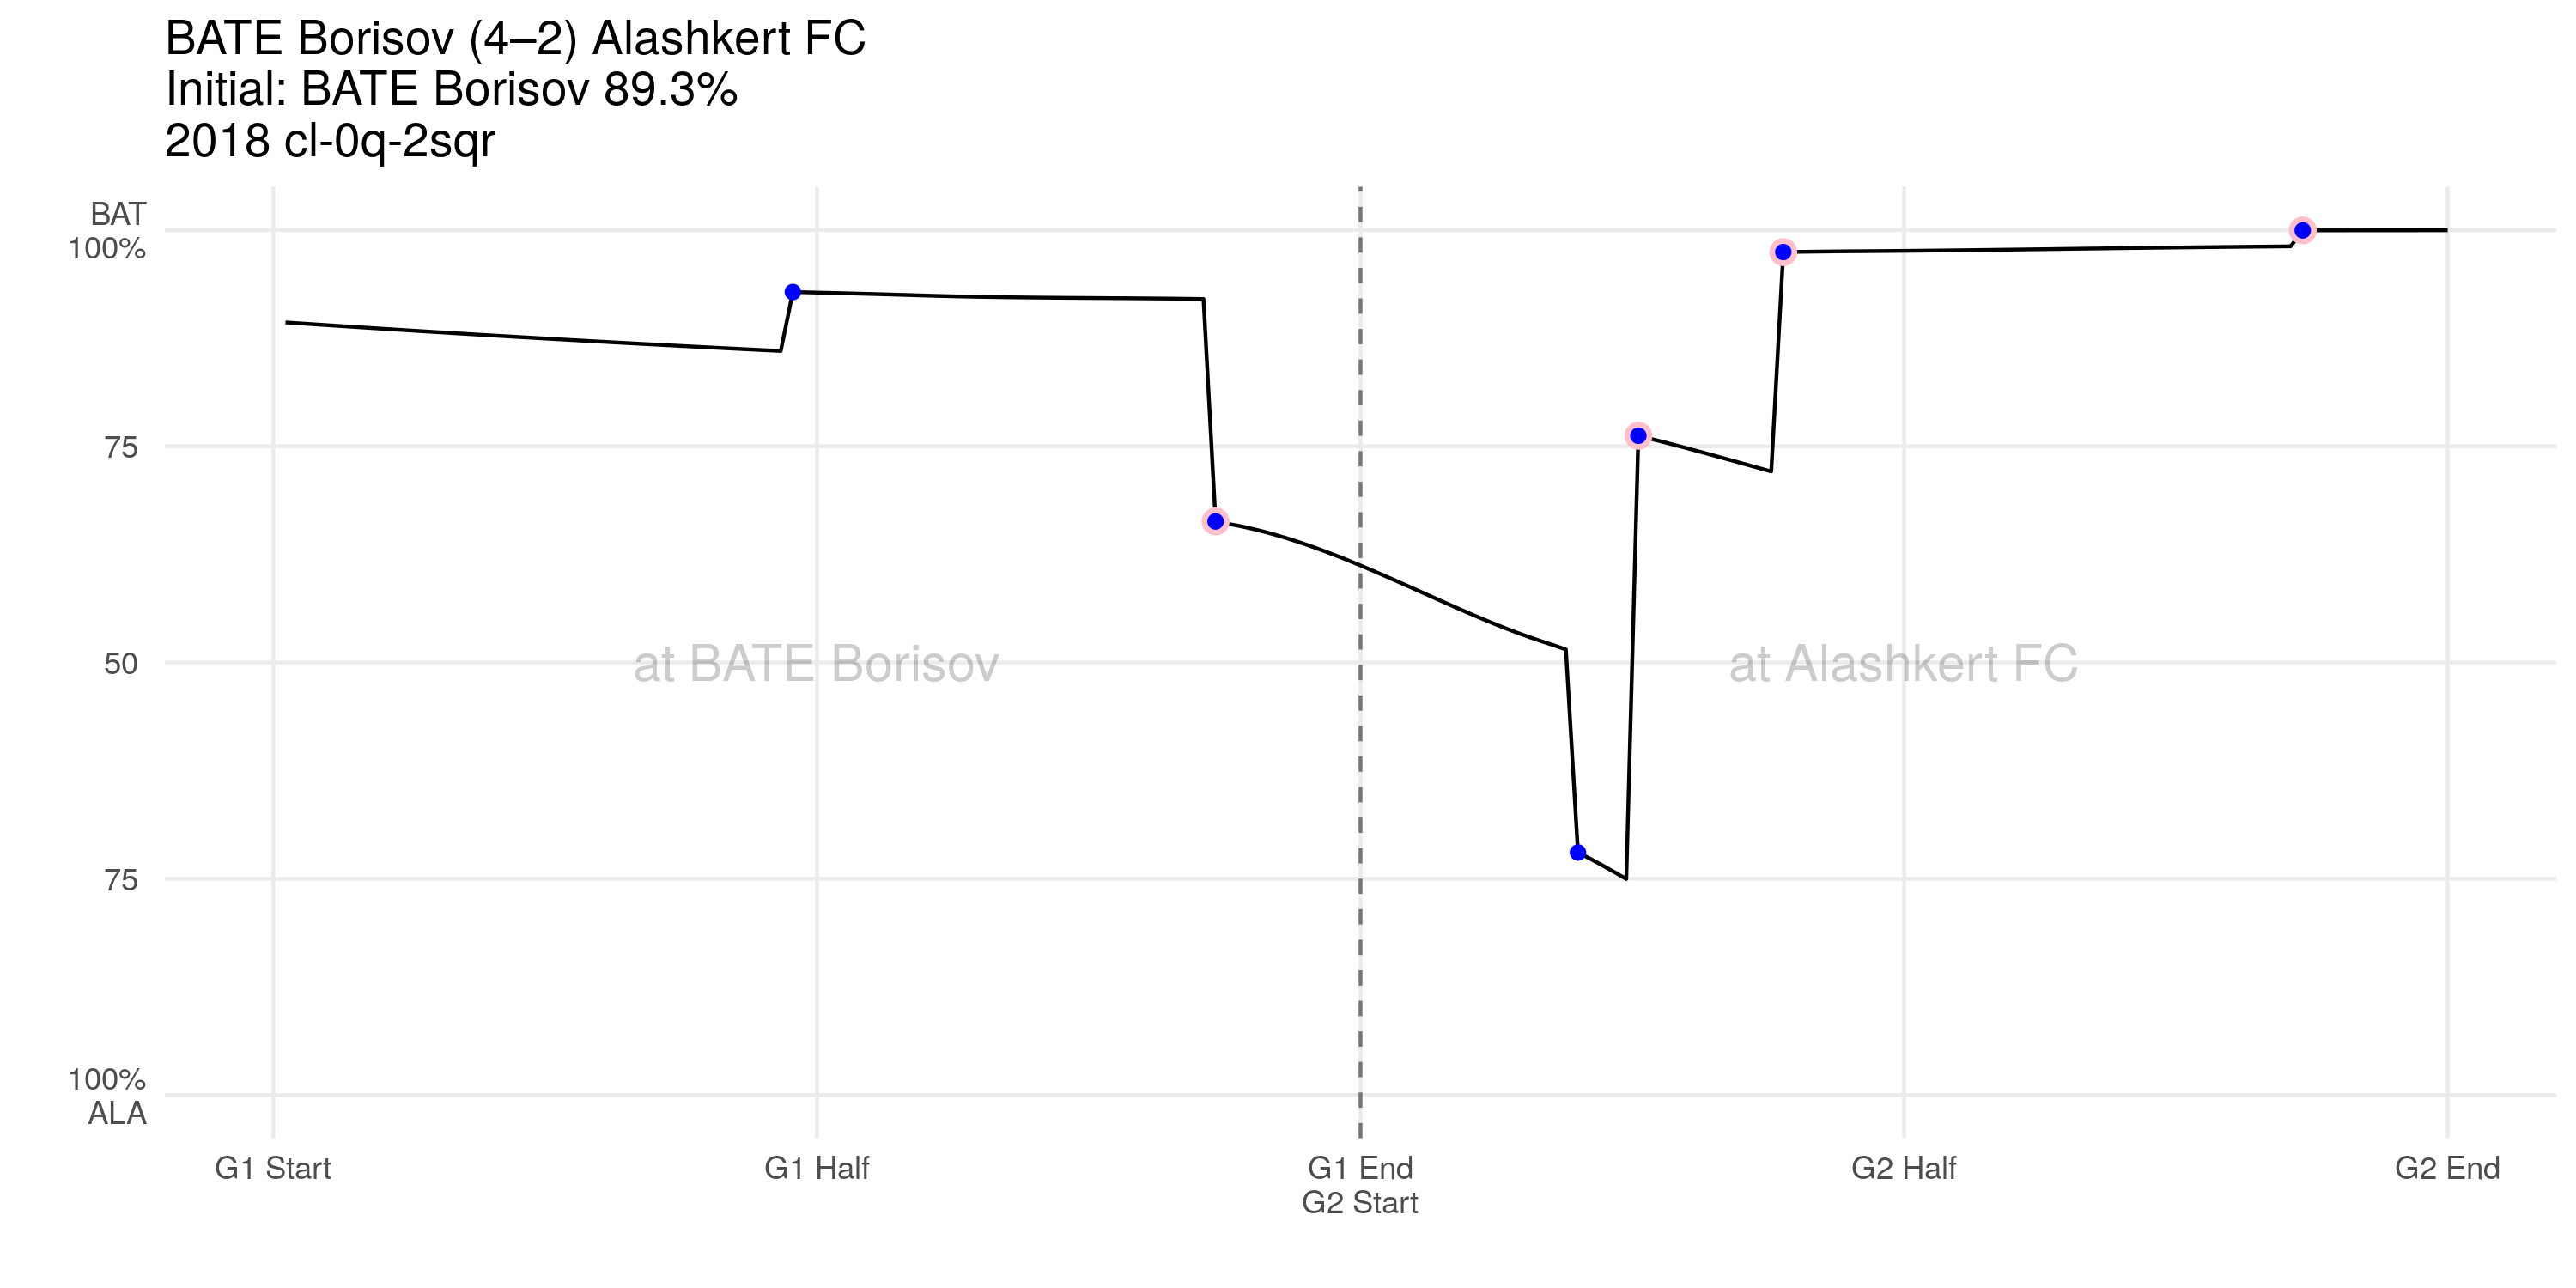 BATE Borisov (4–2) Alashkert FC
Initial: BATE Borisov 89.3%
2018 cl-0q-2sqr
BAT
100%
75
50
75
100%
ALA
at BATE Borisov
at Alashkert FC
G1 Start
G1 Half
G1 End
G2 Start
G2 Half
G2 End